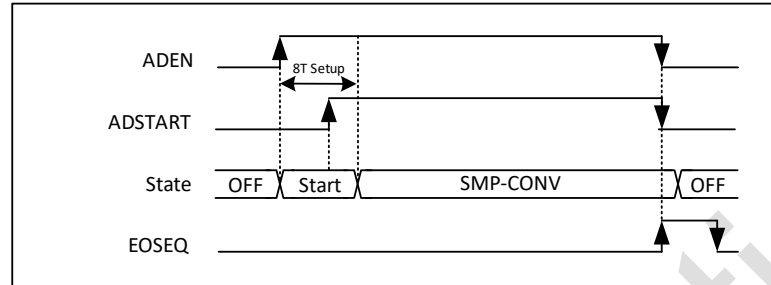 ADEN
8T Setup
ADSTART
State OFF Start SMP-CONV OFF
EOSEQ